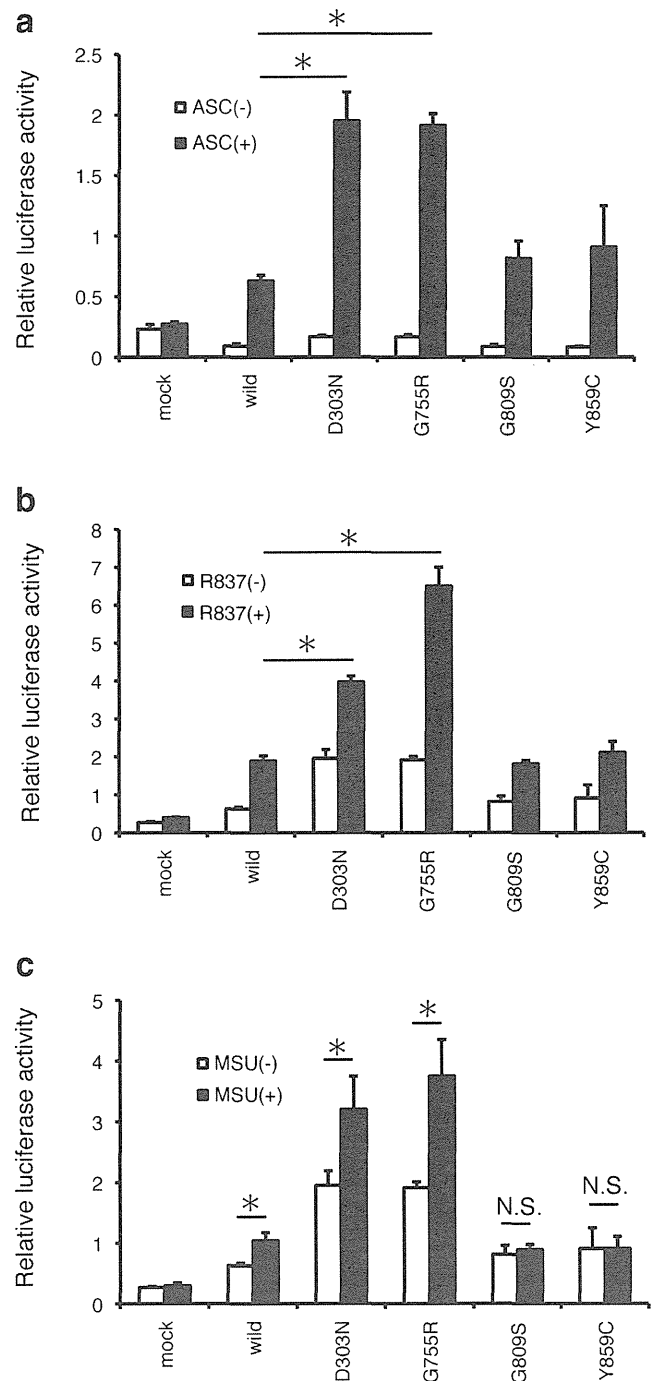 a
*
*
2.5
2
1.5
1
0.5
0
Relative luciferase activity
ASC(-)
ASC(+)
mock
wild
D303N
G755R
G809S
Y859C
b
*
*
8
7
6
5
4
3
2
1
0
Relative luciferase activity
R837(-)
R837(+)
mock
wild
D303N
G755R
G809S
Y859C
c
5
4
3
2
1
0
Relative luciferase activity
MSU(-)
MSU(+)
*
*
*
N.S.
N.S.
mock
wild
D303N
G755R
G809S
Y859C